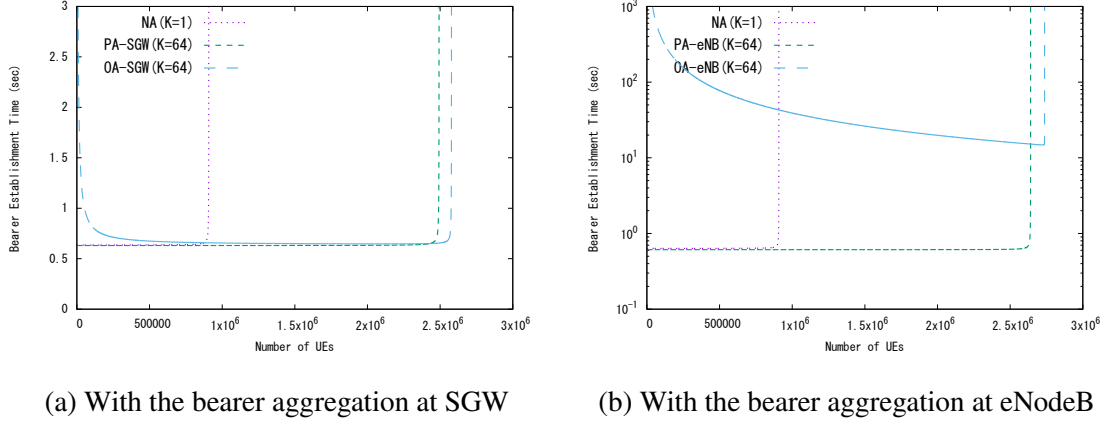 NA(K=1)
PA-SGW(K=64)
OA-SGW(K=64)
Bearer Establishment Time (sec)
3
2.5
2
1.5
1
0.5
0
0
500000
1x10^6
1.5x10^6
2x10^6
2.5x10^6
3x10^6
Number of UEs
(a) With the bearer aggregation at SGW
NA(K=1)
PA-eNB(K=64)
OA-eNB(K=64)
Bearer Establishment Time (sec)
10^3
10^2
10^1
10^0
10^-1
0
500000
1x10^6
1.5x10^6
2x10^6
2.5x10^6
3x10^6
Number of UEs
(b) With the bearer aggregation at eNodeB